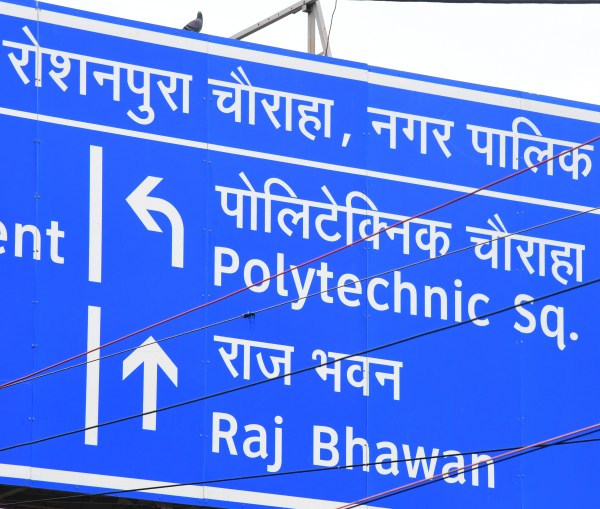 रोशनपुरा चौराहा, नगर पालिक
पोलिटेक्निक चौराहा
ent
Polytechnic Sq.
राज भवन
Raj Bhawan